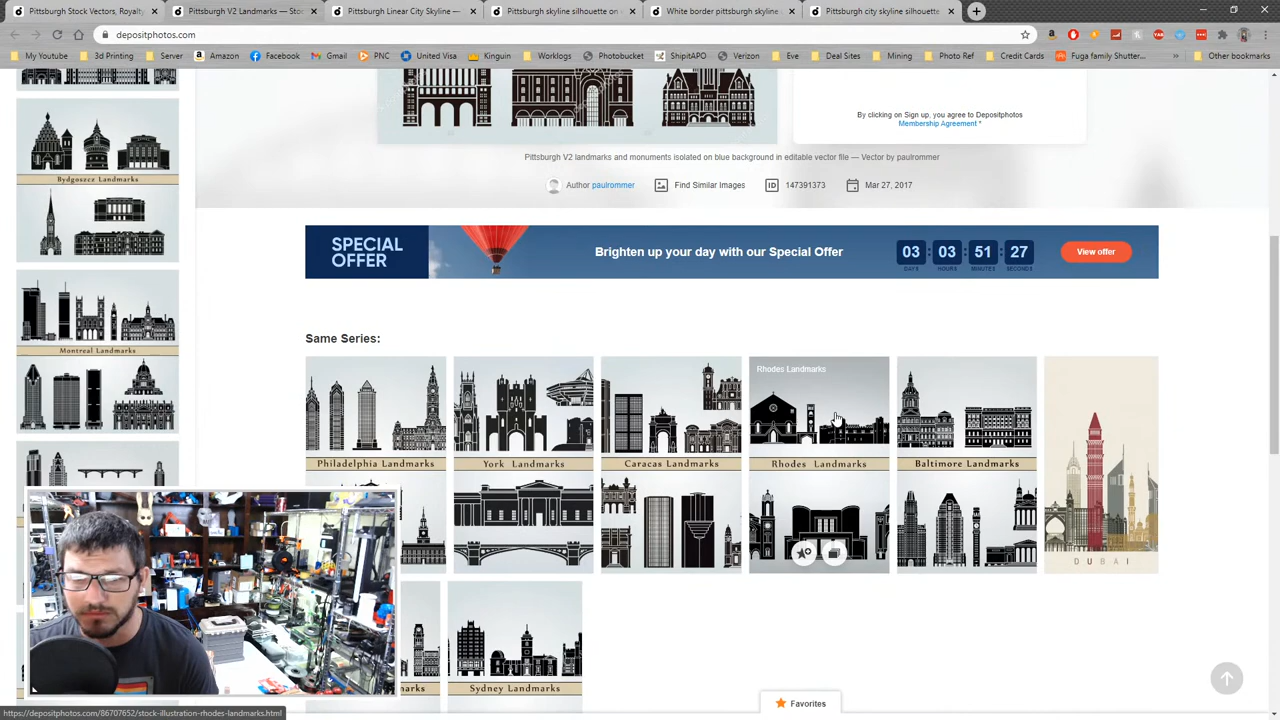 Pittsburgh Stock Vectors, Royalty
Pittsburgh V2 Landmarks — Stoc
Pittsburgh Linear City Skyline —
Pittsburgh skyline silhouette on
White border pittsburgh skyline
Pittsburgh city skyline silhouette
depositphotos.com
My Youtube
3d Printing
Server
Amazon
Facebook
Gmail
PNC
United Visa
Kinguin
Worklogs
Photobucket
ShipitAPO
Verizon
Eve
Deal Sites
Mining
Photo Ref
Credit Cards
Fuga family Shutter...
Other bookmarks
By clicking on Sign up, you agree to Depositphotos
Membership Agreement *
Pittsburgh V2 landmarks and monuments isolated on blue background in editable vector file — Vector by paulrommer
Author paulrommer
Find Similar Images
ID
147391373
Mar 27, 2017
Bydgoszcz Landmarks
SPECIAL
OFFER
Brighten up your day with our Special Offer
03 : 03 : 51 : 27
DAYS HOURS MINUTES SECONDS
View offer
Montreal Landmarks
Same Series:
Rhodes Landmarks
Philadelphia Landmarks
York Landmarks
Caracas Landmarks
Rhodes Landmarks
Baltimore Landmarks
DUBAI
marks
Sydney Landmarks
Favorites
https://depositphotos.com/86707652/stock-illustration-rhodes-landmarks.html